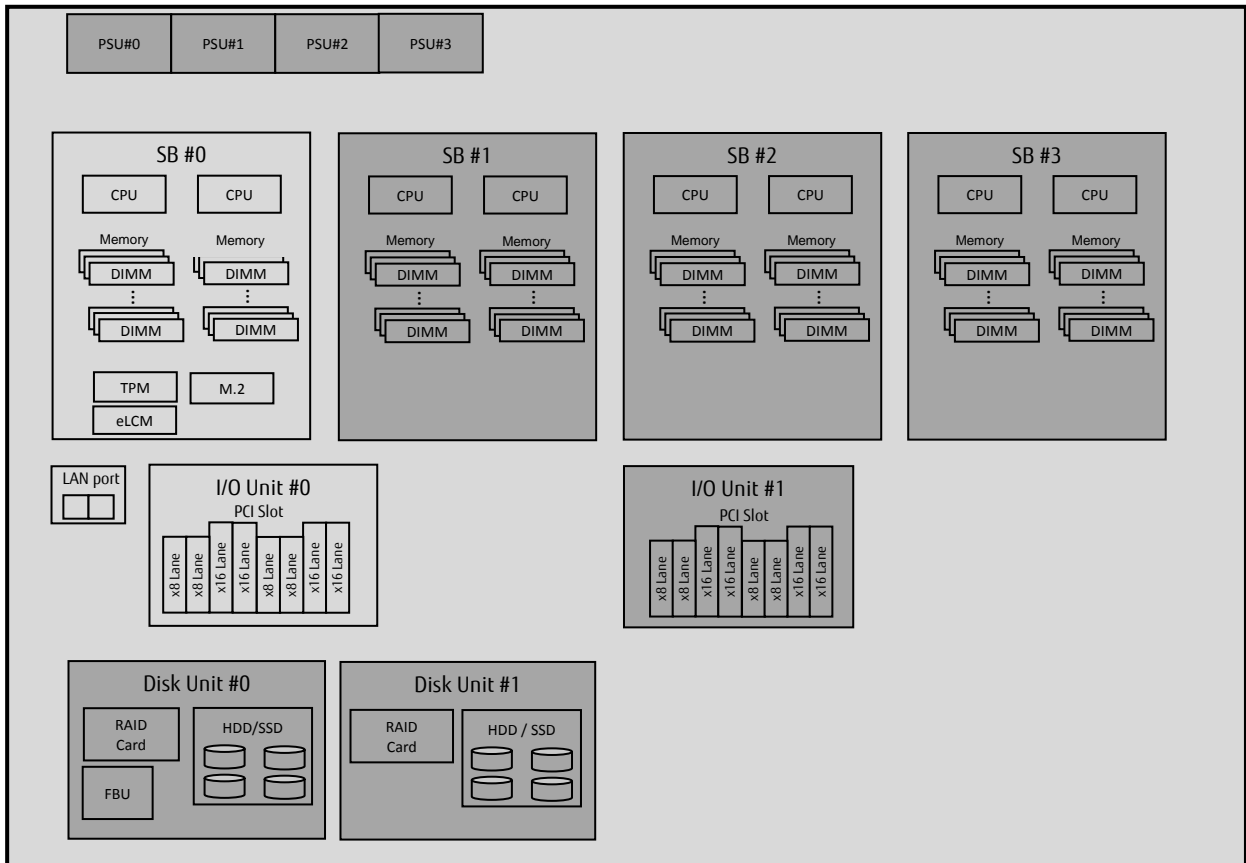 PSU#0 PSU#1 PSU#2 PSU#3
SB #0 SB #1 SB #2 SB #3
CPU CPU CPU CPU CPU CPU CPU CPU
Memory Memory Memory Memory Memory Memory Memory Memory
DIMM DIMM DIMM DIMM DIMM DIMM DIMM DIMM
DIMM DIMM DIMM DIMM DIMM DIMM DIMM DIMM
TPM M.2
eLCM
LAN port
I/O Unit #0 I/O Unit #1
PCI Slot PCI Slot
x8 Lane x8 Lane x16 Lane x16 Lane x8 Lane x8 Lane x16 Lane x16 Lane x8 Lane x8 Lane x16 Lane x16 Lane x8 Lane x8 Lane x16 Lane x16 Lane
Disk Unit #0 Disk Unit #1
RAID HDD/SSD RAID HDD / SSD
Card Card
FBU